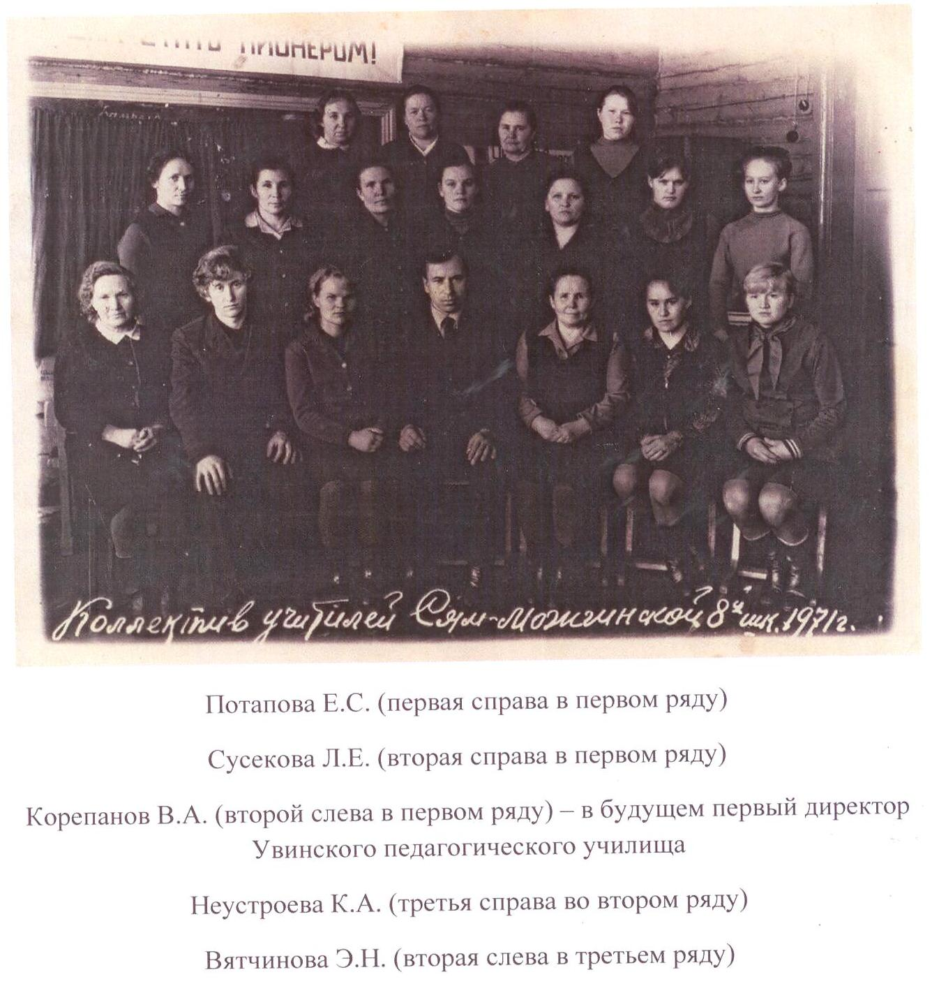 ПИОНЕРОМ!
Коллектив учителей Сям-Можгинской 8й шк. 1971г.
Потапова Е.С. (первая справа в первом ряду)
Сусекова Л.Е. (вторая справа в первом ряду)
Корепанов В.А. (второй слева в первом ряду) – в будущем первый директор
Увинского педагогического училища
Неустроева К.А. (третья справа во втором ряду)
Вятчинова Э.Н. (вторая слева в третьем ряду)